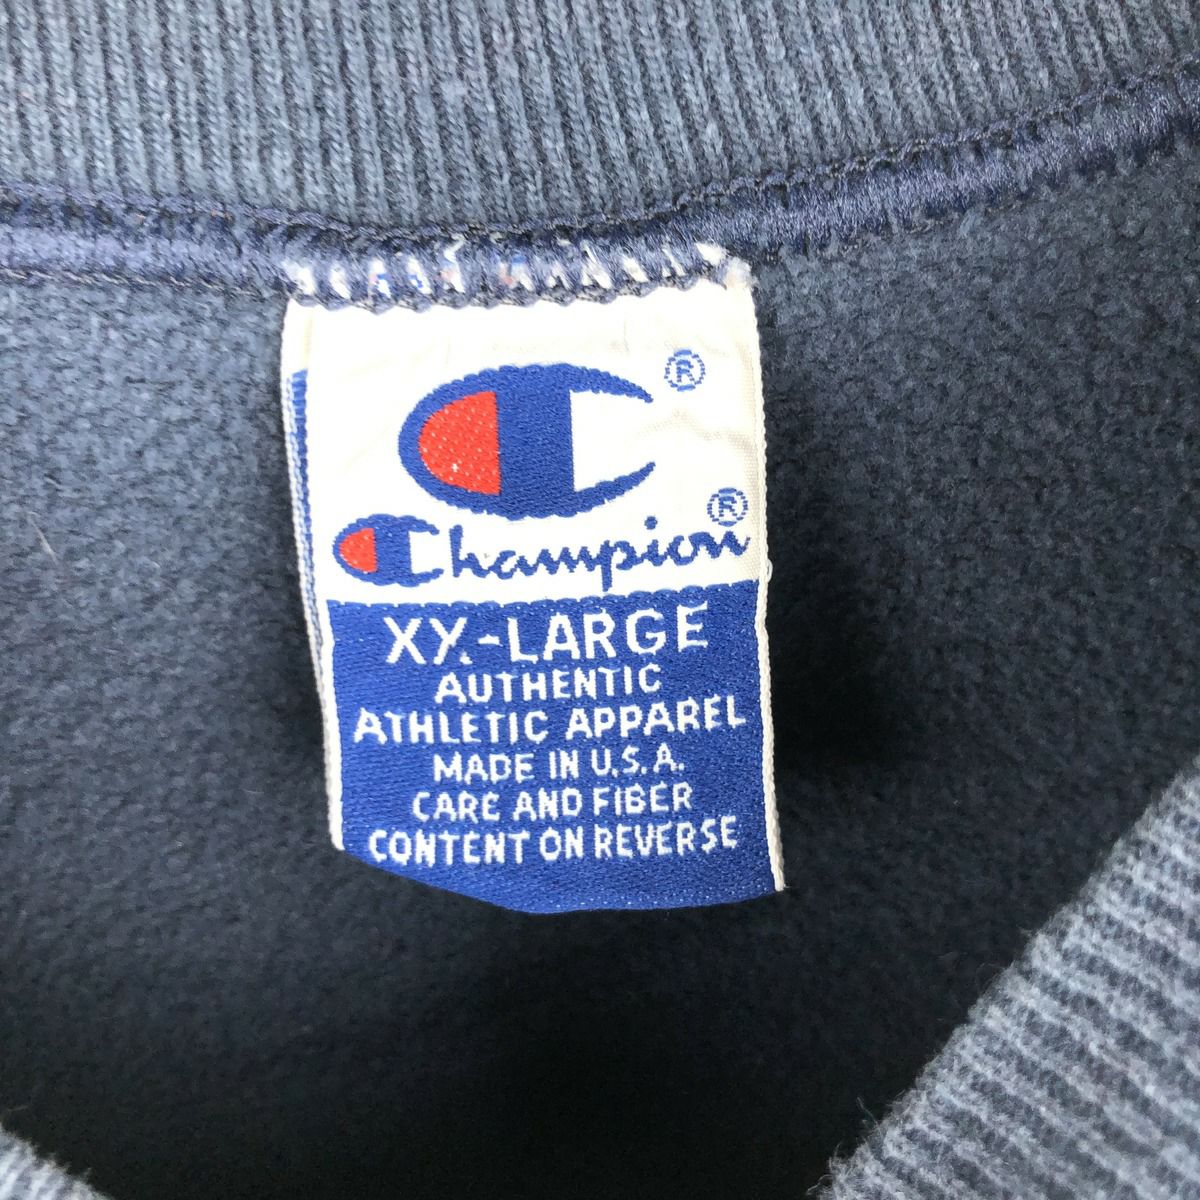 ®
Champion®
XX-LARGE
AUTHENTIC
ATHLETIC APPAREL
MADE IN U.S.A.
CARE AND FIBER
CONTENT ON REVERSE